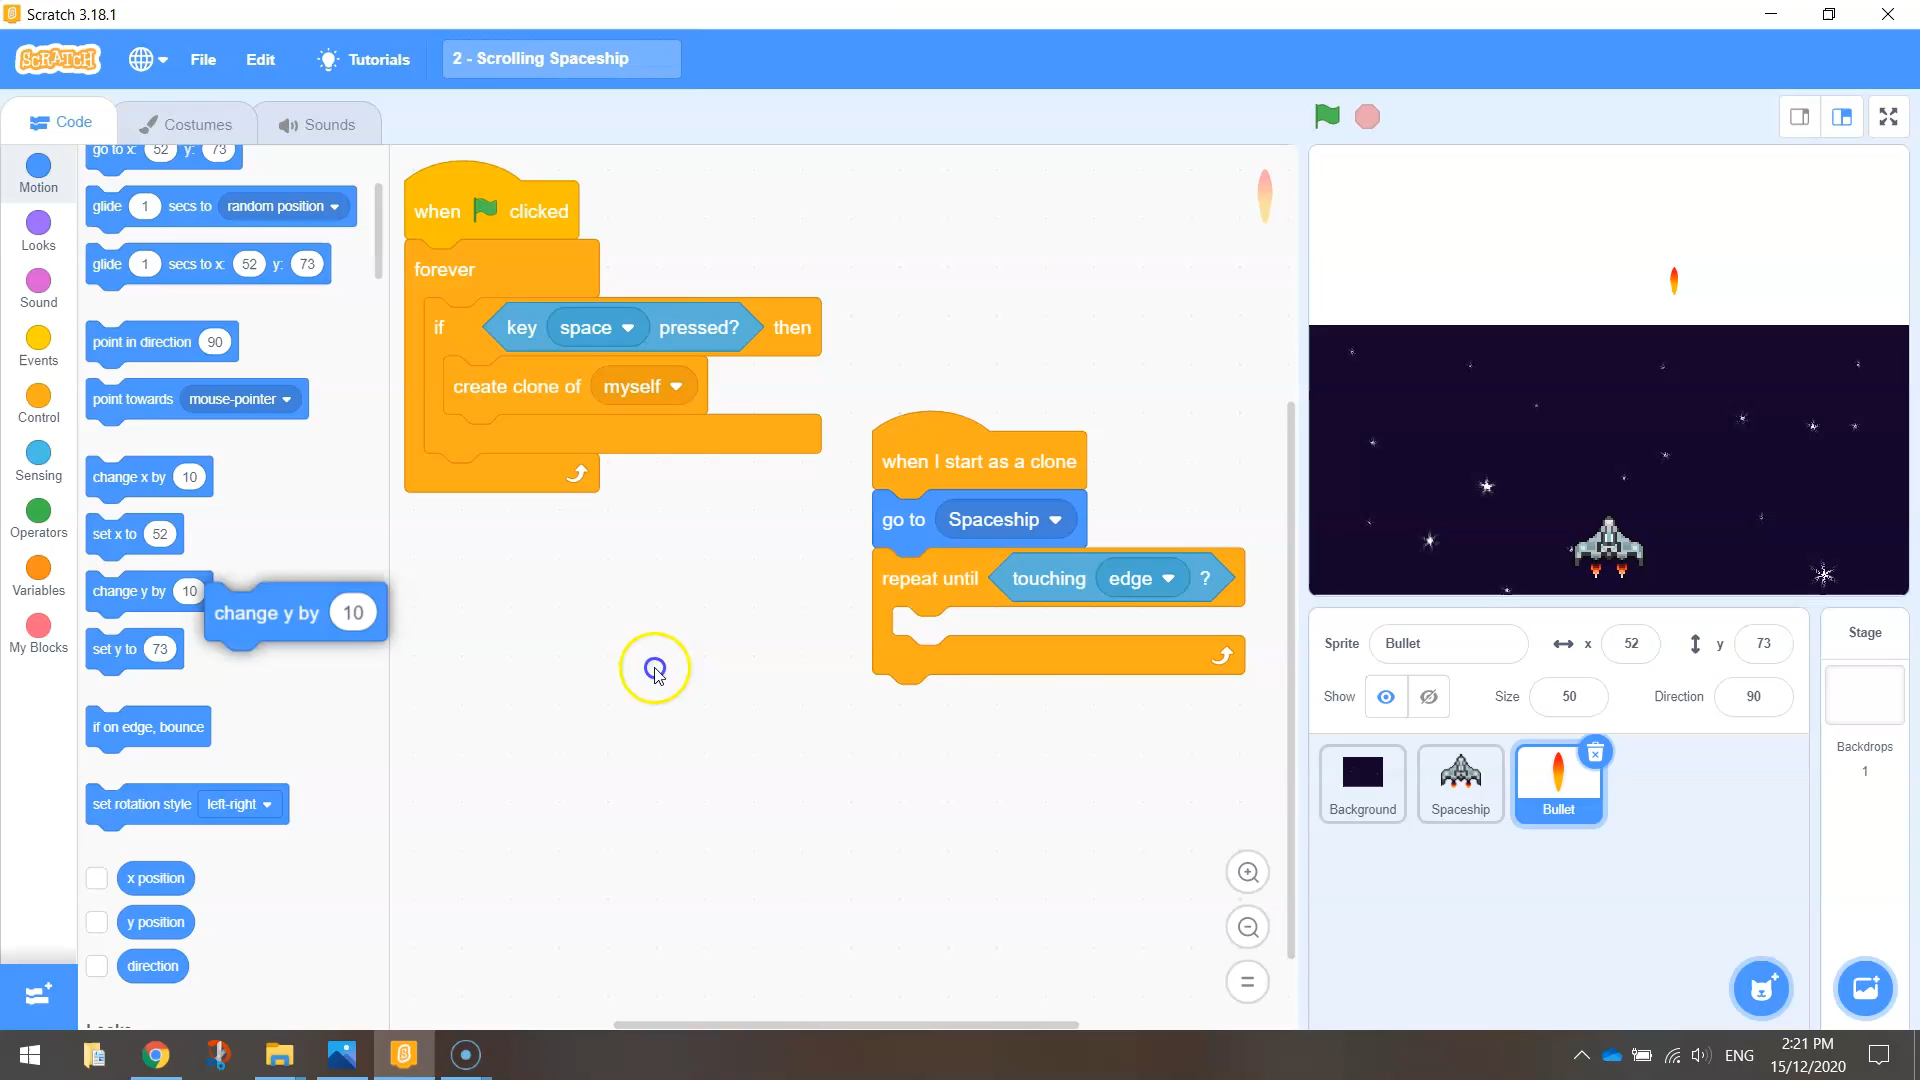 Scratch 3.18.1
SCRATCH
File
Edit
Tutorials
2 - Scrolling Spaceship
Code
Costumes
Sounds
Motion
Looks
Sound
Events
Control
Sensing
Operators
Variables
My Blocks
go to x: 52 y: 73
glide 1 secs to random position
glide 1 secs to x: 52 y: 73
point in direction 90
point towards mouse-pointer
change x by 10
set x to 52
change y by 10
change y by 10
set y to 73
if on edge, bounce
set rotation style left-right
x position
y position
direction
when clicked
forever
if key space pressed? then
create clone of myself
when I start as a clone
go to Spaceship
repeat until touching edge ?
Sprite Bullet x 52 y 73
Show Size 50 Direction 90
Background
Spaceship
Bullet
Stage
Backdrops
1
ENG
2:21 PM
15/12/2020